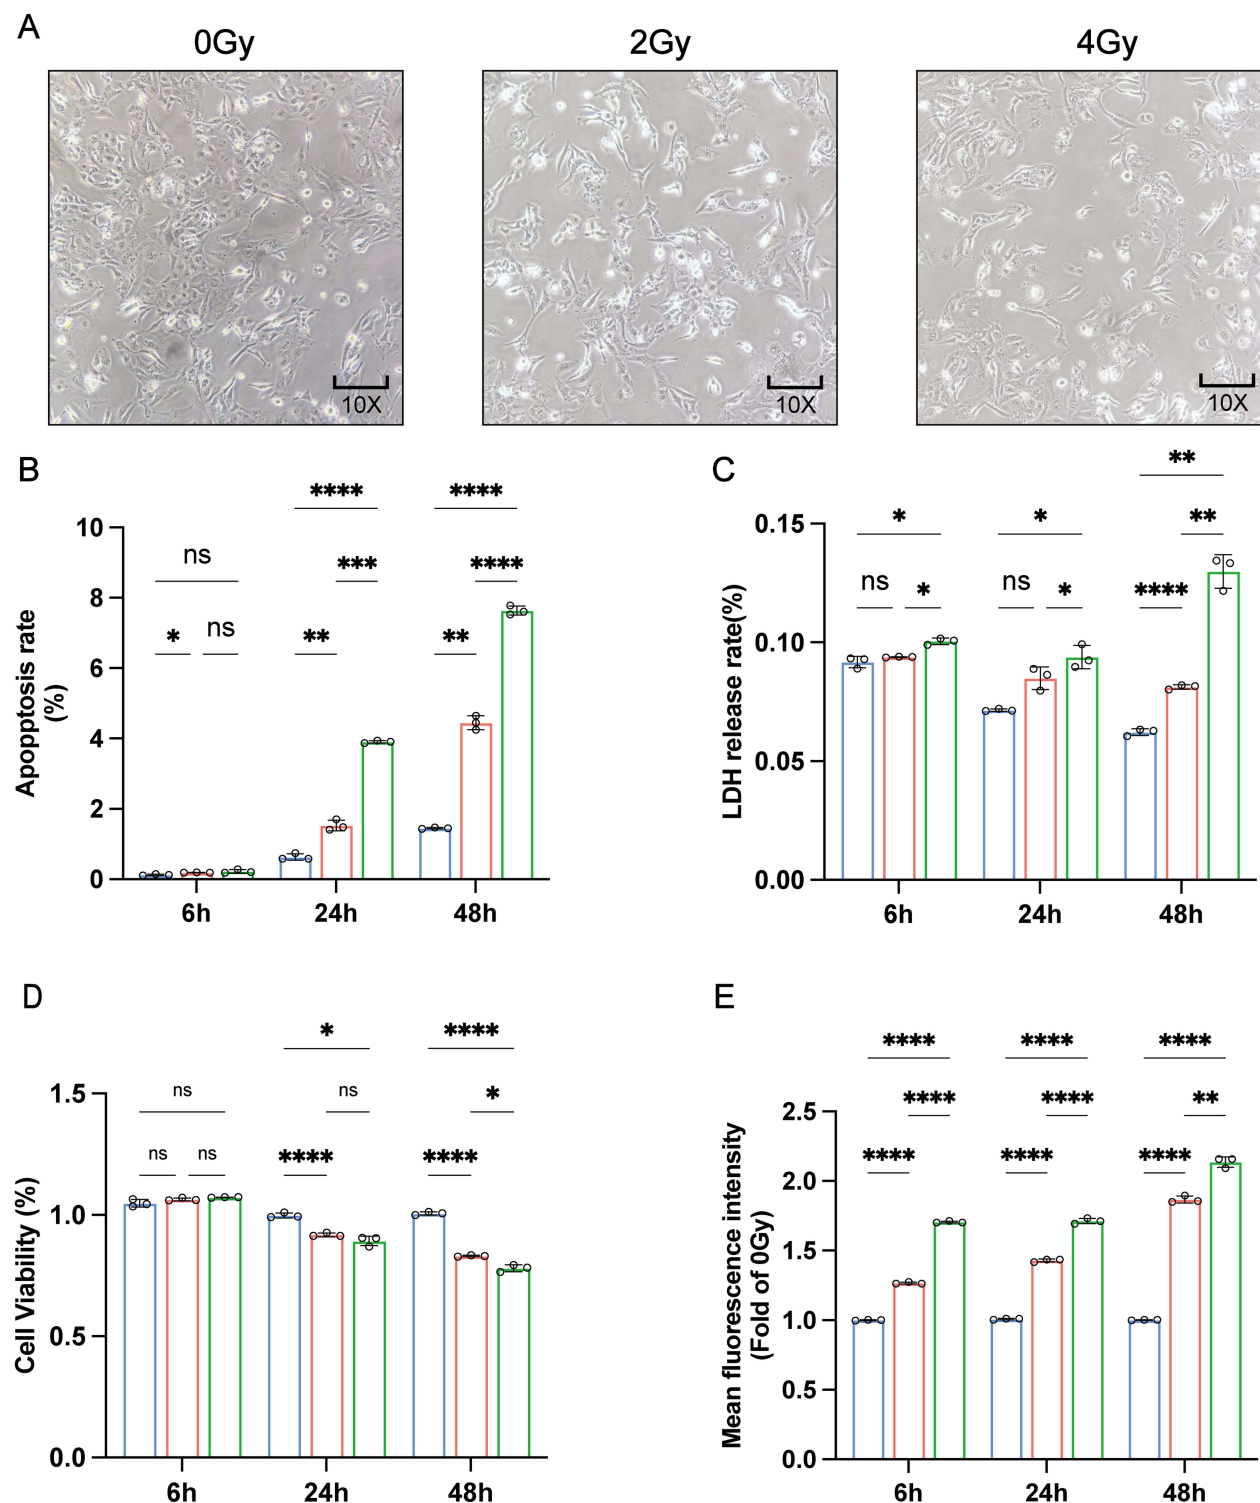 A
0Gy 2Gy 4Gy
10X 10X 10X
B
**** ****
ns *** ****
* ns ** **
Apopptosis rate
(%)
10
8
6
4
2
0
6h 24h 48h
C
**
* * **
ns * ns * ****
LDH release rate(%)
0.15
0.10
0.05
0.00
6h 24h 48h
D
* ****
ns ns *
ns ns **** ****
Cell Viability (%)
1.5
1.0
0.5
0.0
6h 24h 48h
E
**** **** ****
**** **** **
**** **** ****
Mean fluorescence intensity
(Fold of 0Gy)
2.5
2.0
1.5
1.0
0.5
0.0
6h 24h 48h